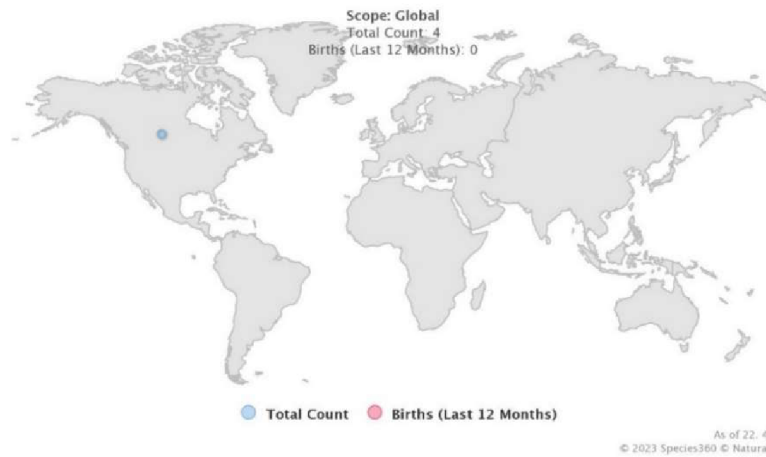 Scope: Global
Total Count: 4
Births (Last 12 Months): 0
Total Count Births (Last 12 Months)
As of 22. 4
© 2023 Species360 © Natura